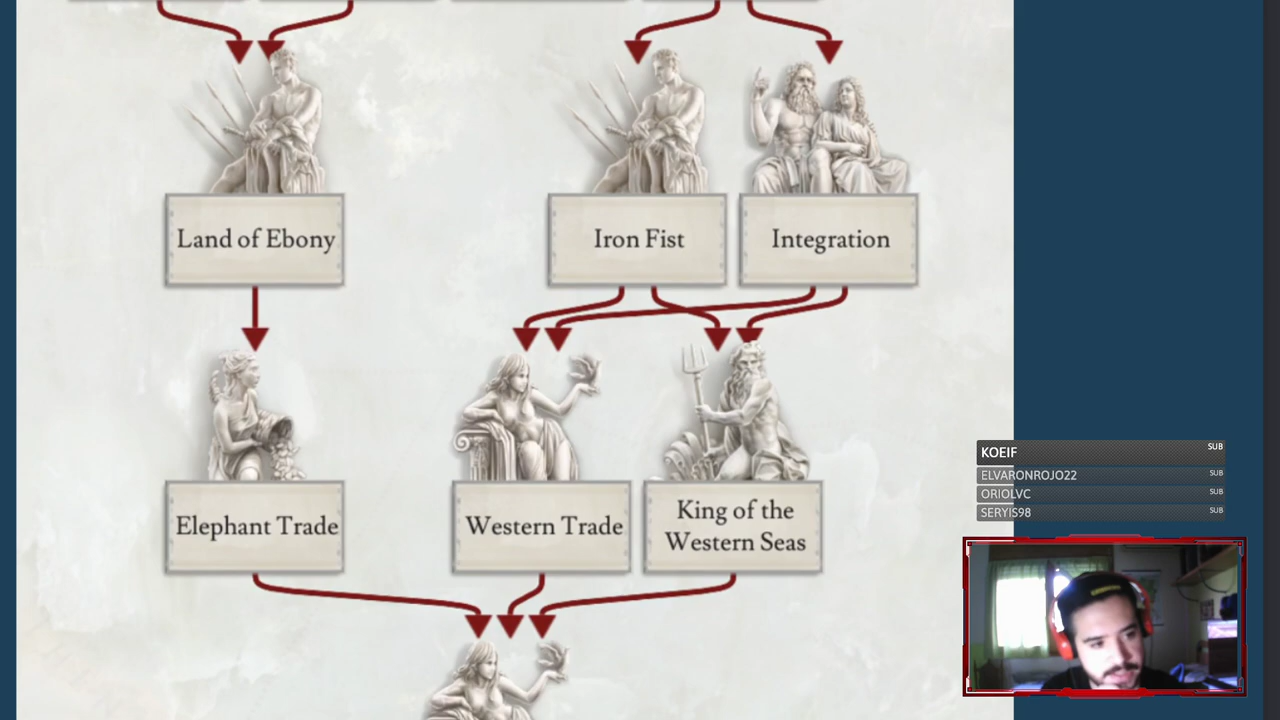 Land of Ebony
Iron Fist
Integration
Elephant Trade
Western Trade
King of the
Western Seas
KOEIF SUB
ELVARONROJO22 SUB
ORIOLVC SUB
SERYIS98 SUB